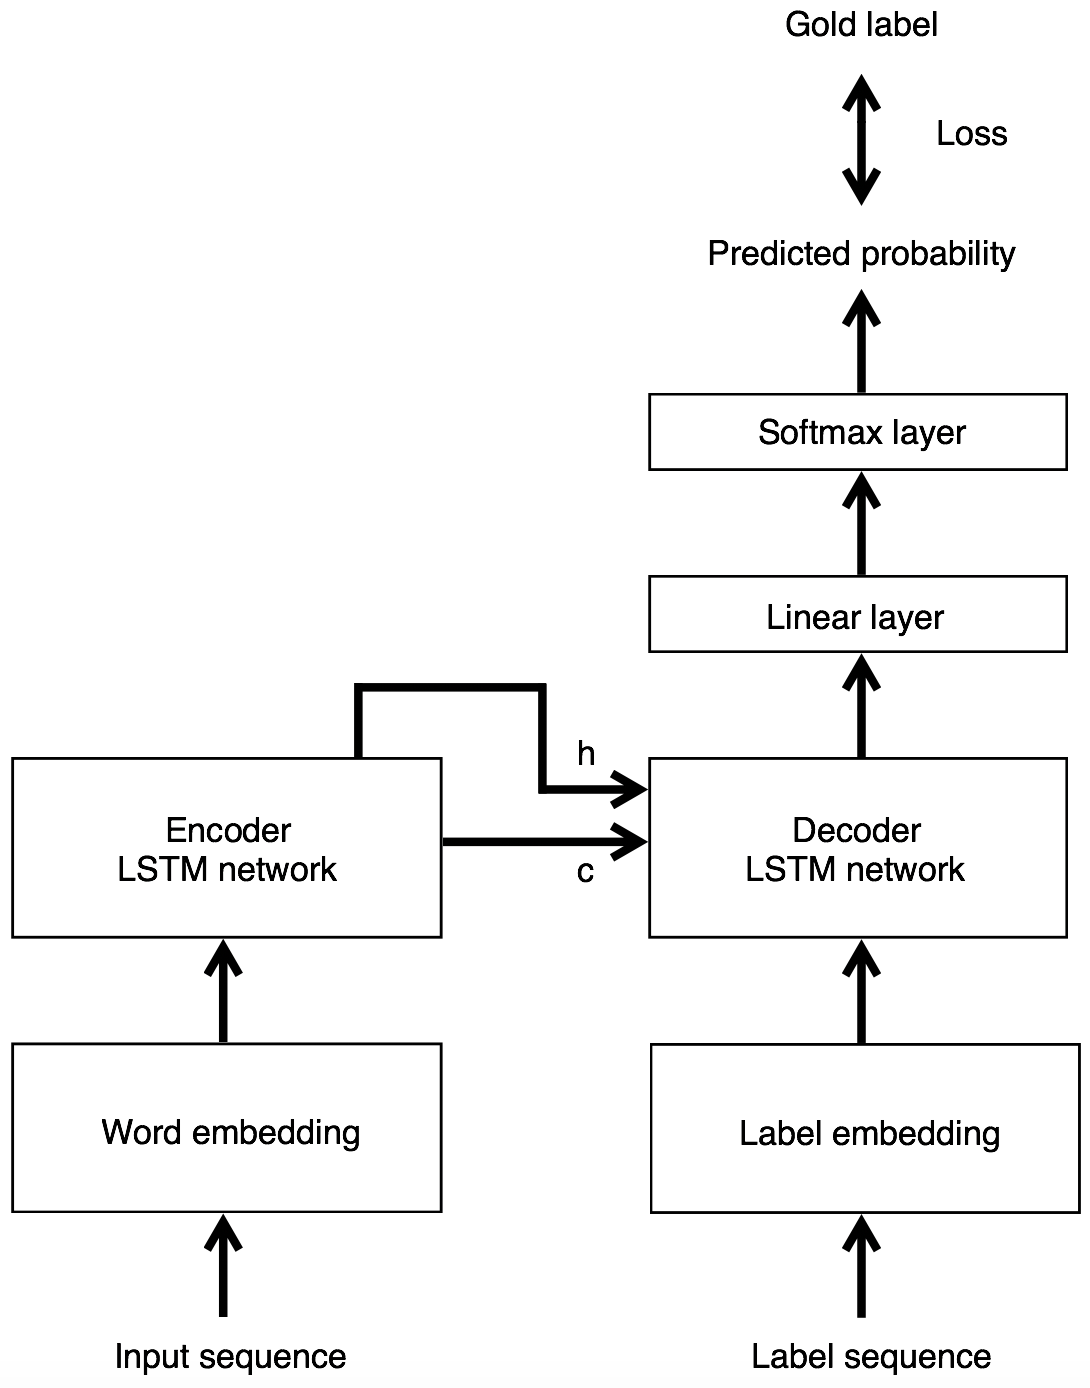 Gold label
Loss
Predicted probability
Softmax layer
Linear layer
h
Encoder
LSTM network
Decoder
LSTM network
c
Word embedding
Label embedding
Input sequence
Label sequence